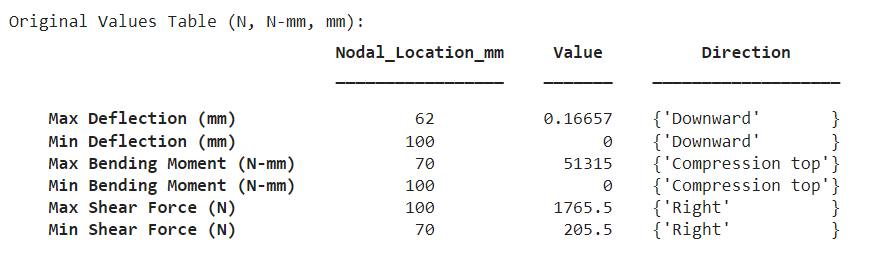 Original Values Table (N, N-mm, mm):
Nodal_Location_mm Value Direction
Max Deflection (mm) 62 0.16657 {'Downward' }
Min Deflection (mm) 100 0 {'Downward' }
Max Bending Moment (N-mm) 70 51315 {'Compression top'}
Min Bending Moment (N-mm) 100 0 {'Compression top'}
Max Shear Force (N) 100 1765.5 {'Right' }
Min Shear Force (N) 70 205.5 {'Right' }